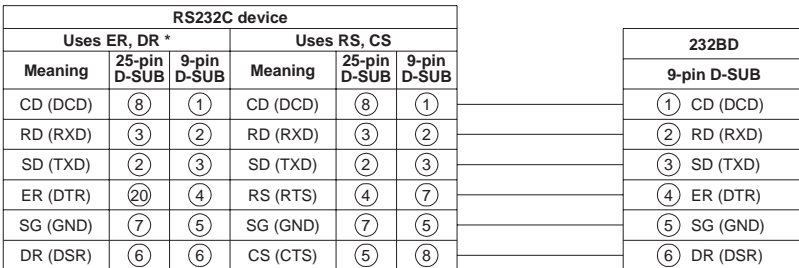 RS232C device
Uses ER, DR * Uses RS, CS 232BD
Meaning 25-pin D-SUB 9-pin D-SUB Meaning 25-pin D-SUB 9-pin D-SUB 9-pin D-SUB
CD (DCD) 8 1 CD (DCD) 8 1 1 CD (DCD)
RD (RXD) 3 2 RD (RXD) 3 2 2 RD (RXD)
SD (TXD) 2 3 SD (TXD) 2 3 3 SD (TXD)
ER (DTR) 20 4 RS (RTS) 4 7 4 ER (DTR)
SG (GND) 7 5 SG (GND) 7 5 5 SG (GND)
DR (DSR) 6 6 CS (CTS) 5 8 6 DR (DSR)